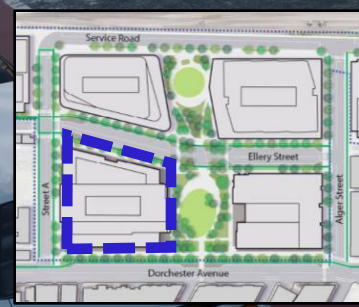 Service Road
Ellery Street
Street A
Alger Street
Dorchester Avenue